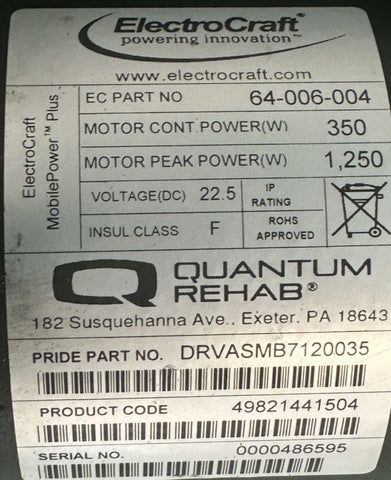 ElectroCraft®
powering innovation™
www.electrocraft.com
ElectroCraft
MobilePower™ Plus
EC PART NO 64-006-004
MOTOR CONT.POWER(W) 350
MOTOR PEAK POWER(W) 1,250
VOLTAGE(DC) 22.5 IP RATING
INSUL.CLASS F ROHS APPROVED
QUANTUM
REHAB®
182 Susquehanna Ave., Exeter. PA 18643
PRIDE PART NO. DRVASMB7120035
PRODUCT CODE 49821441504
SERIAL NO. 0000486595